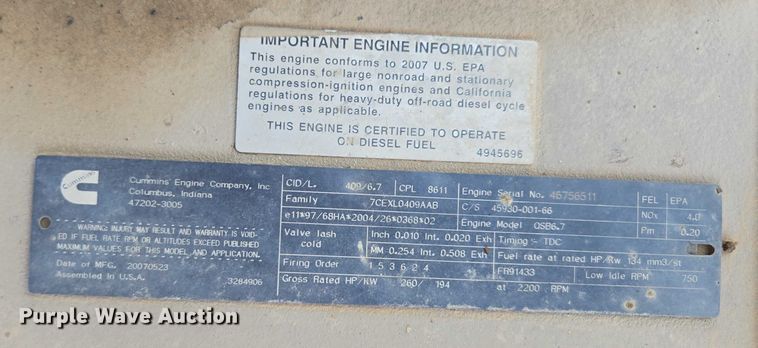 IMPORTANT ENGINE INFORMATION
This engine conforms to 2007 U.S. EPA
regulations for large nonroad and stationary
compression-ignition engines and California
regulations for heavy-duty off-road diesel cycle
engines as applicable.
THIS ENGINE IS CERTIFIED TO OPERATE
ON DIESEL FUEL
4945696
Cummins
Cummins Engine Company, Inc
Columbus, Indiana
47202-3005
WARNING: INJURY MAY RESULT AND WARRANTY IS VOID-
ED IF FUEL RATE RPM OR ALTITUDES EXCEED PUBLISHED
MAXIMUM VALUES FOR THIS MODEL AND APPLICATION.
Date of MFG. 20070523
Assembled in U.S.A.
3284906
CID/L. 409/6.7 CPL 8611
Family 7CEXL0409AAB
e11*97/68HA*2004/26*0368*02
Valve lash cold Inch 0.010 Int. 0.020 Exh
MM 0.254 Int. 0.508 Exh
Firing Order 1 5 3 6 2 4
Gross Rated HP/KW 260/ 194 at 2200 RPM
Engine Serial No. 46756511
C/S 45930-001-66
Engine Model QSB6.7
Timing - TDC
Fuel rate at rated HP/Kw 134 mm3/st
FR91433 Low Idle RPM 750
FEL EPA
NOx 4.0
Pm 0.20
Purple Wave Auction